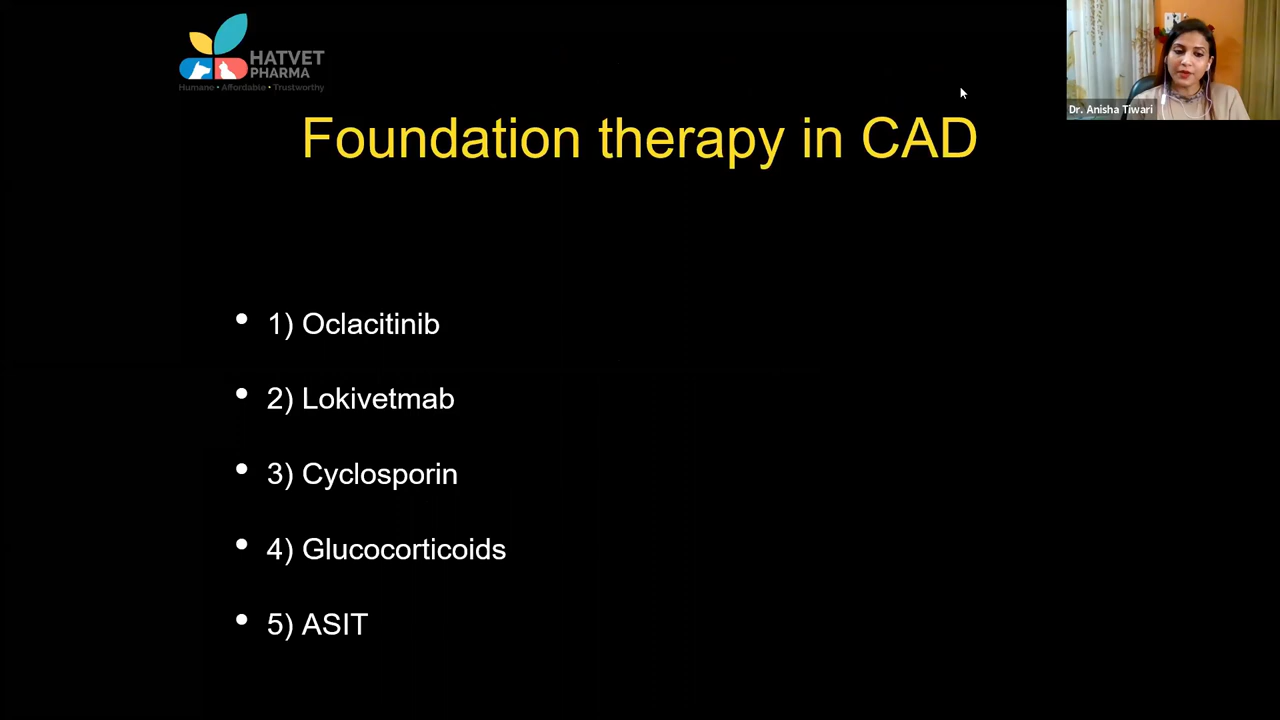 HATVET
PHARMA
Humane • Affordable • Trustworthy
Dr. Anisha Tiwari
Foundation therapy in CAD
• 1) Oclacitinib
• 2) Lokivetmab
• 3) Cyclosporin
• 4) Glucocorticoids
• 5) ASIT